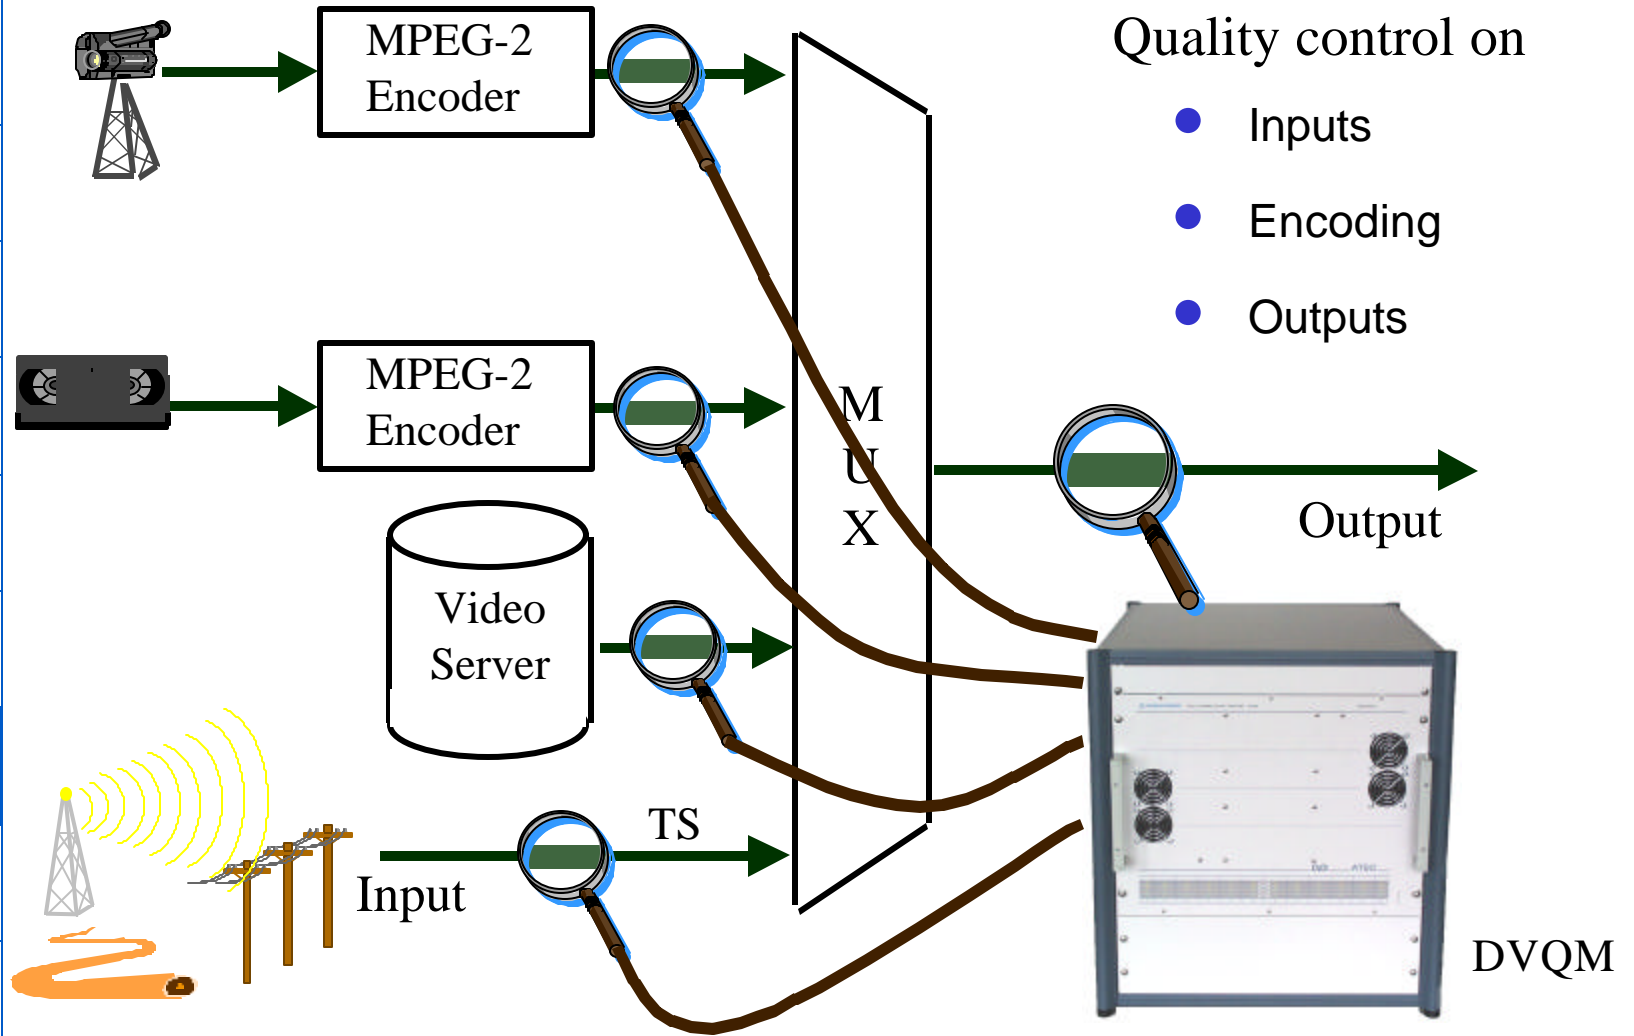 MPEG-2
Encoder
Quality control on
Inputs
Encoding
Outputs
MPEG-2
Encoder
M
U
X
Output
Video
Server
TS
Input
DVQM